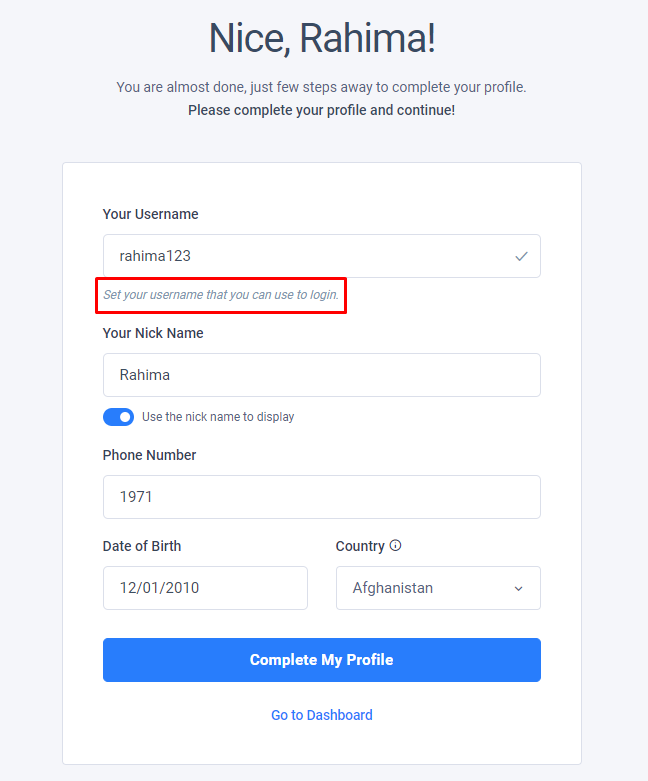 Nice, Rahima!
You are almost done, just few steps away to complete your profile.
Please complete your profile and continue!
Your Username
rahima123
Set your username that you can use to login.
Your Nick Name
Rahima
Use the nick name to display
Phone Number
1971
Date of Birth
Country
12/01/2010
Afghanistan
Complete My Profile
Go to Dashboard